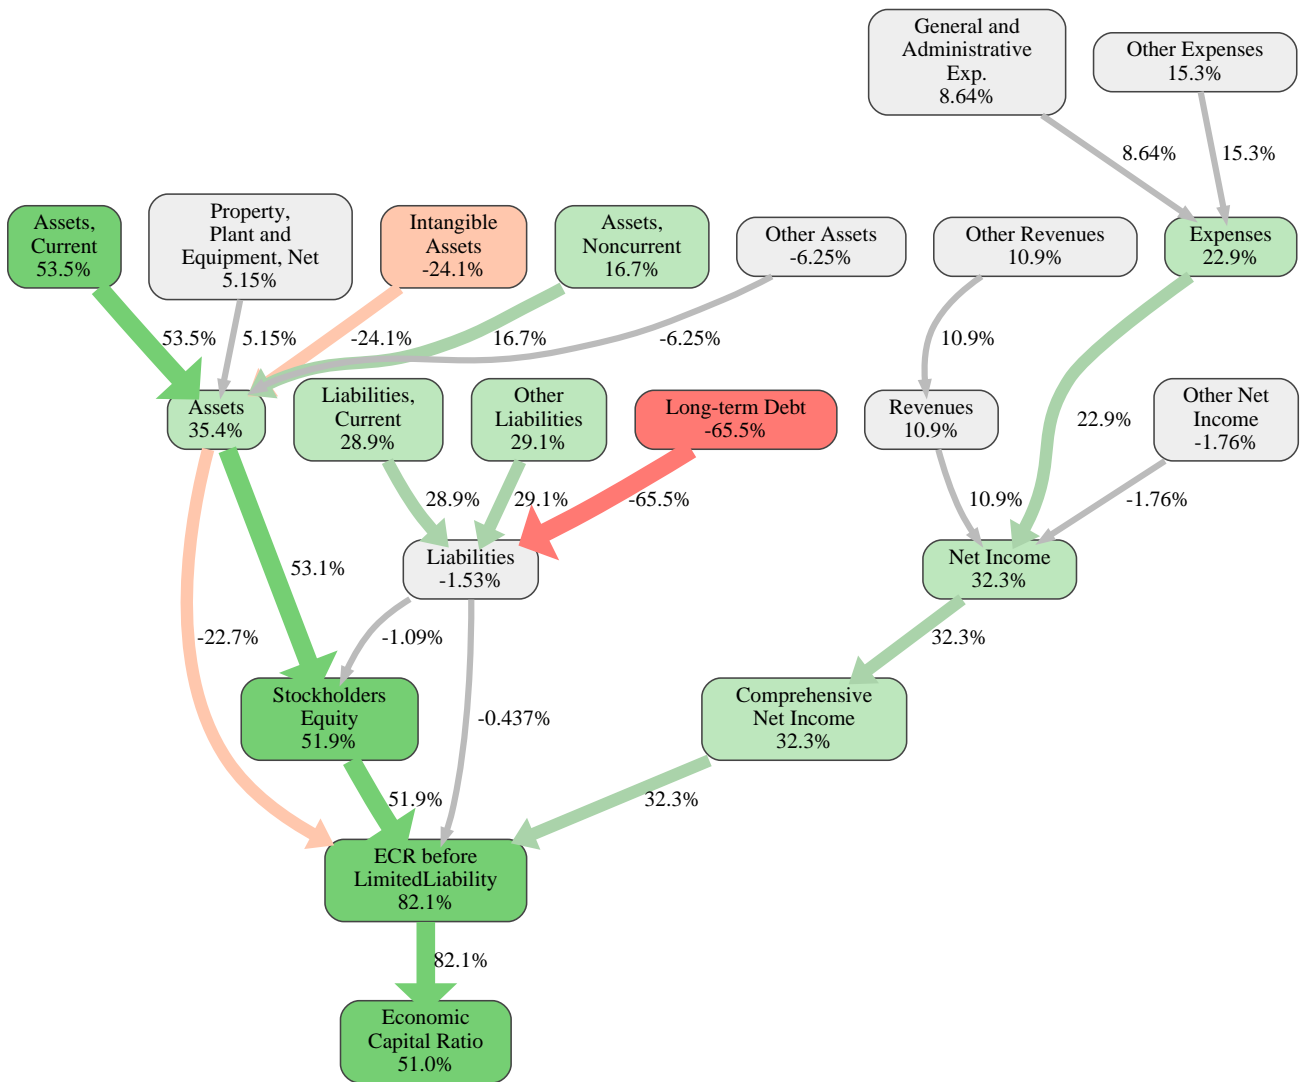 General and
Administrative
Exp.
8.64%
Other Expenses
15.3%
8.64%
15.3%
Assets,
Current
53.5%
Property,
Plant and
Equipment, Net
5.15%
Intangible
Assets
-24.1%
Assets,
Noncurrent
16.7%
Other Assets
-6.25%
Other Revenues
10.9%
Expenses
22.9%
53.5%
5.15%
-24.1%
16.7%
-6.25%
10.9%
Assets
35.4%
Liabilities,
Current
28.9%
Other
Liabilities
29.1%
Long-term Debt
-65.5%
Revenues
10.9%
22.9%
Other Net
Income
-1.76%
28.9%
29.1%
-65.5%
10.9%
-1.76%
53.1%
Liabilities
-1.53%
Net Income
32.3%
-22.7%
-1.09%
32.3%
Stockholders
Equity
51.9%
-0.437%
Comprehensive
Net Income
32.3%
51.9%
32.3%
ECR before
LimitedLiability
82.1%
82.1%
Economic
Capital Ratio
51.0%